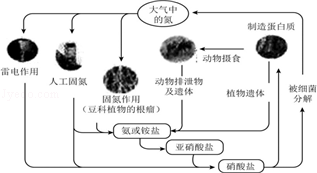 大气中的氮
制造蛋白质
动物摄食
雷电作用
人工固氮
固氮作用
(豆科植物的根瘤)
动物排泄物
及遗体
植物遗体
被细菌
分解
氨或铵盐
亚硝酸盐
硝酸盐